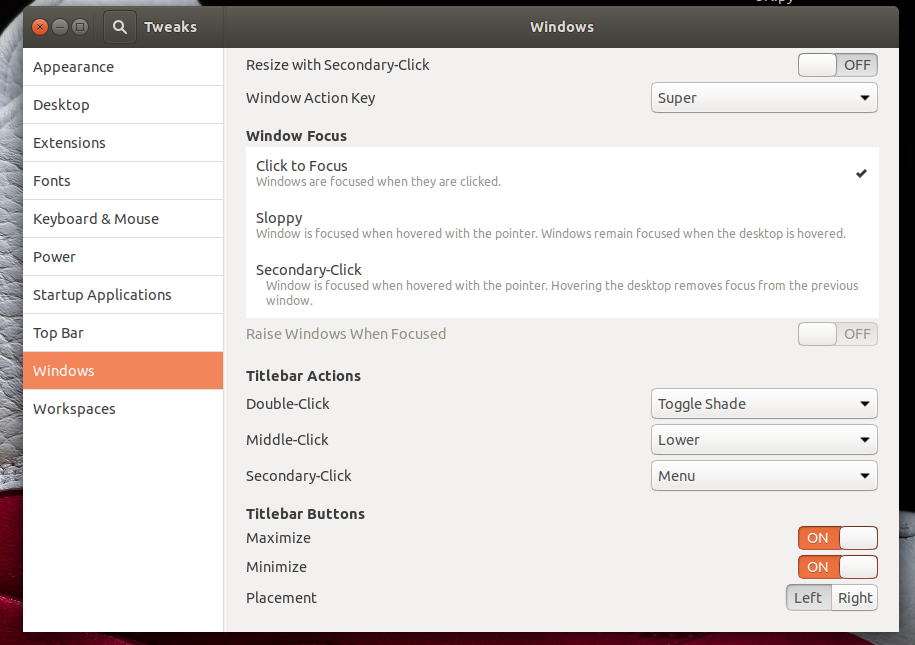 Tweaks
Windows
Appearance
Desktop
Extensions
Fonts
Keyboard & Mouse
Power
Startup Applications
Top Bar
Windows
Workspaces
Resize with Secondary-Click OFF
Window Action Key Super
Window Focus
Click to Focus
Windows are focused when they are clicked.
Sloppy
Window is focused when hovered with the pointer. Windows remain focused when the desktop is hovered.
Secondary-Click
Window is focused when hovered with the pointer. Hovering the desktop removes focus from the previous
window.
Raise Windows When Focused OFF
Titlebar Actions
Double-Click Toggle Shade
Middle-Click Lower
Secondary-Click Menu
Titlebar Buttons
Maximize ON
Minimize ON
Placement Left Right